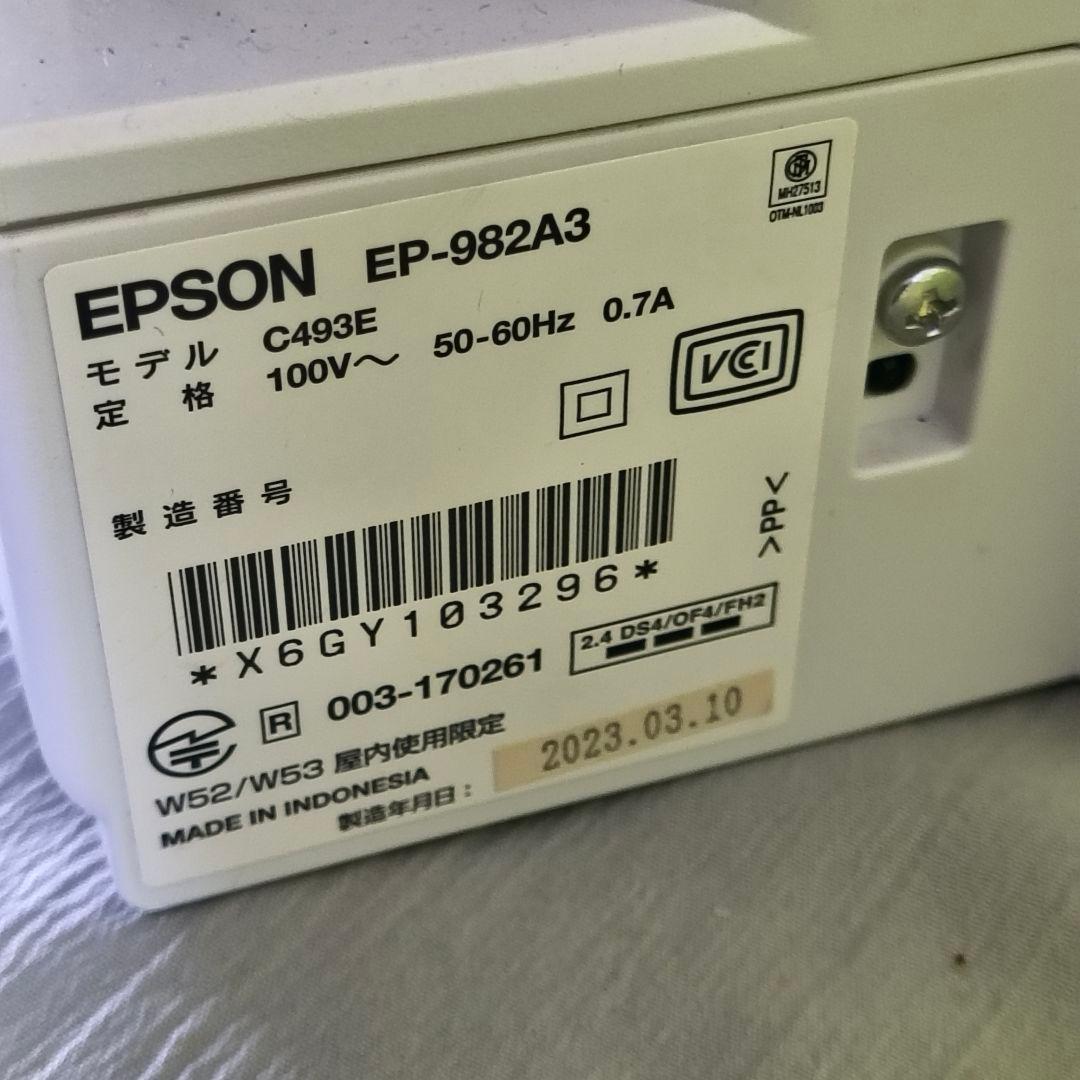 MH27513
OTM-NL1003
EPSON EP-982A3
モデル C493E
定格 100V〜 50-60Hz 0.7A
VCI
製造番号
*X6GY103296*
>PP<
R 003-170261
2.4 DS4/OF4/FH2
W52/W53 屋内使用限定
MADE IN INDONESIA
製造年月日: 2023.03.10